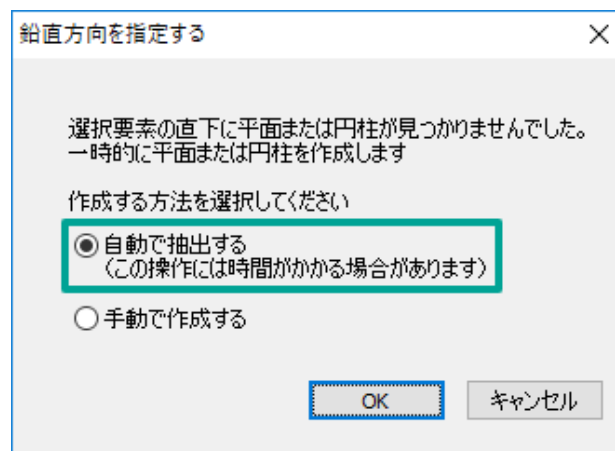 鉛直方向を指定する
選択要素の直下に平面または円柱が見つかりませんでした。
一時的に平面または円柱を作成します
作成する方法を選択してください
自動で抽出する
(この操作には時間がかかる場合があります)
手動で作成する
OK キャンセル